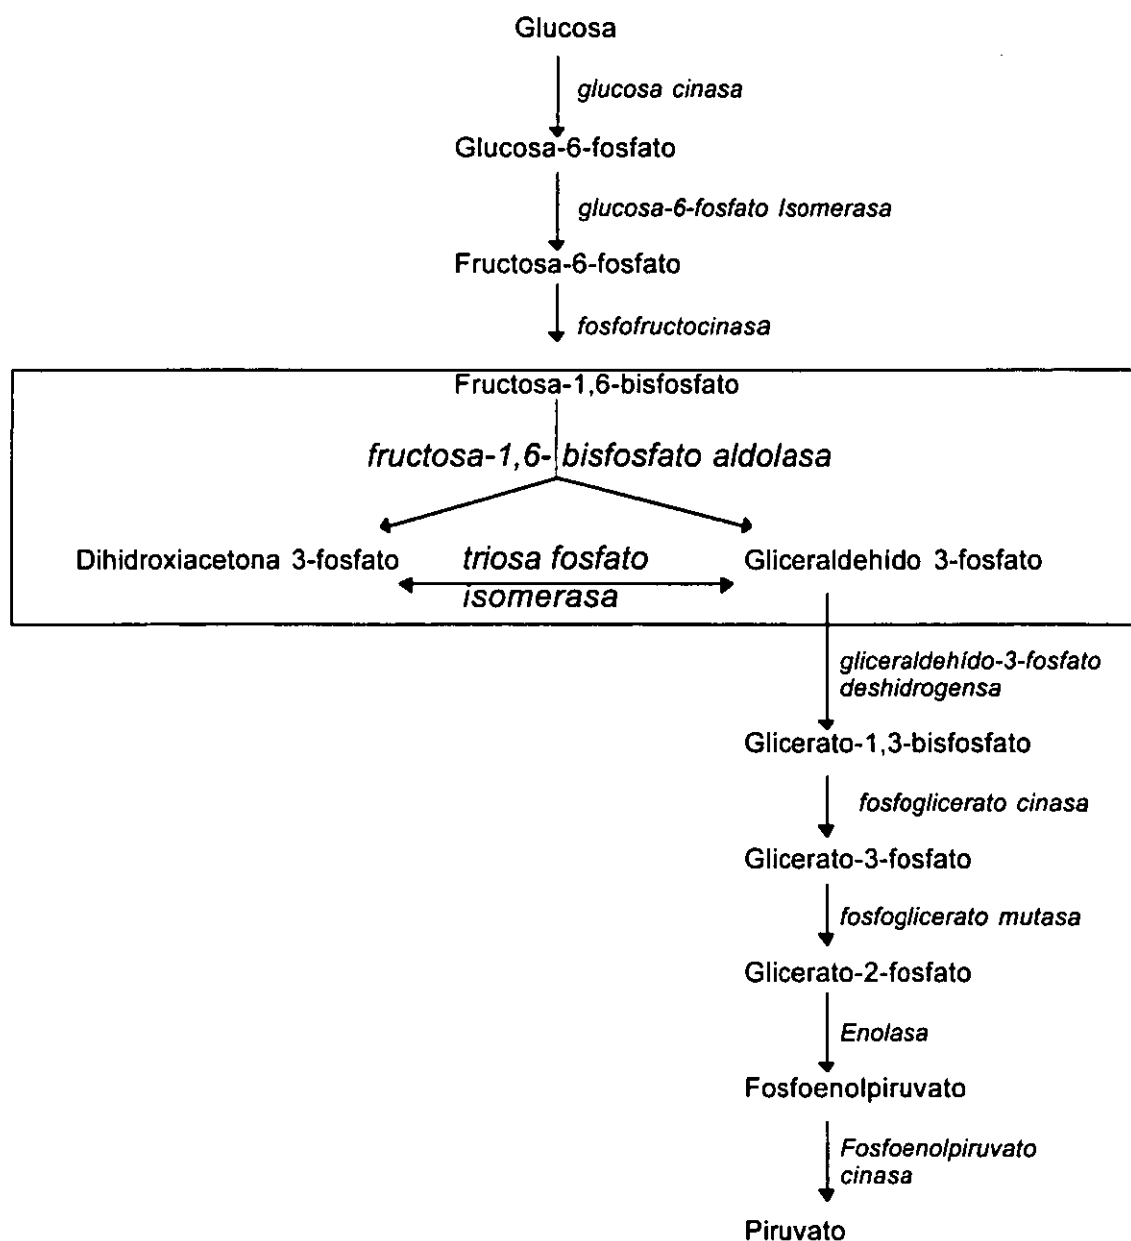 Glucosa
glucosa cinasa
Glucosa-6-fosfato
glucosa-6-fosfato Isomerasa
Fructosa-6-fosfato
fosfofructocinasa
Fructosa-1,6-bisfosfato
fructosa-1,6- bisfosfato aldolasa
Dihidroxiacetona 3-fosfato
triosa fosfato
isomerasa
Gliceraldehído 3-fosfato
gliceraldehído-3-fosfato
deshidrogensa
Glicerato-1,3-bisfosfato
fosfoglicerato cinasa
Glicerato-3-fosfato
fosfoglicerato mutasa
Glicerato-2-fosfato
Enolasa
Fosfoenolpiruvato
Fosfoenolpiruvato
cinasa
Piruvato